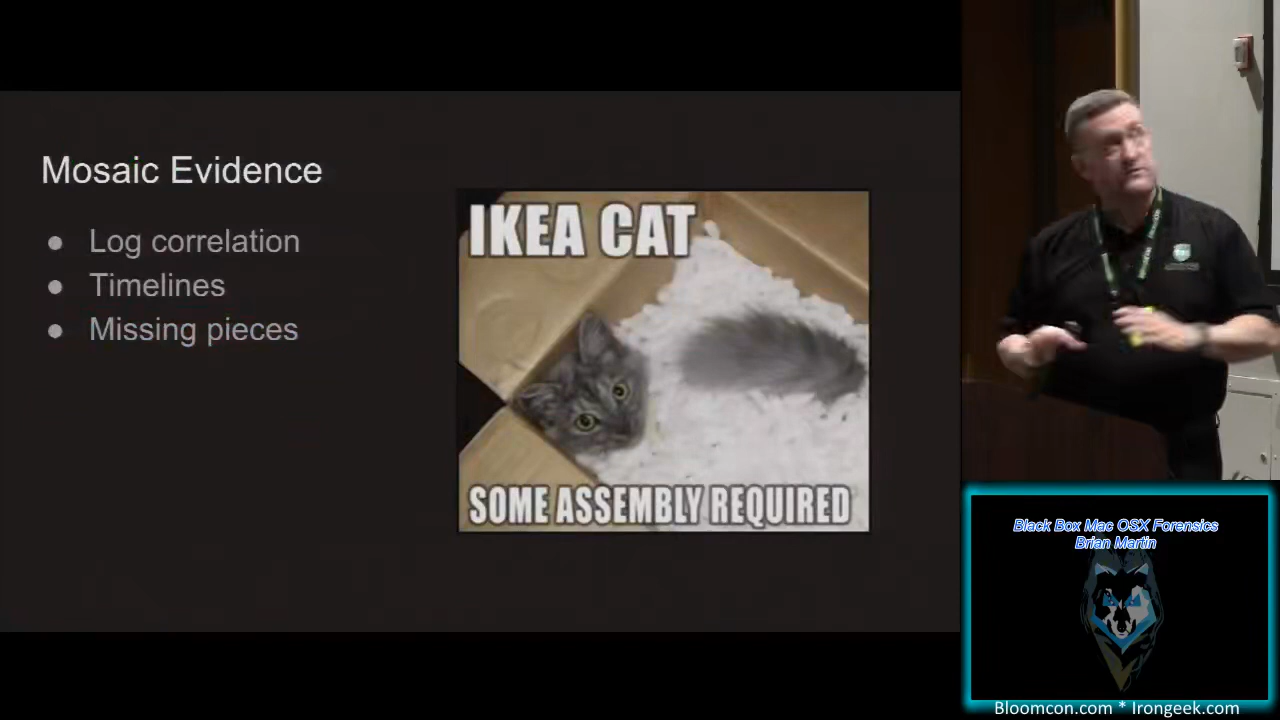 Mosaic Evidence
● Log correlation
● Timelines
● Missing pieces
IKEA CAT
SOME ASSEMBLY REQUIRED
Black Box Mac OSX Forensics
Brian Martin
Bloomcon.com * Irongeek.com